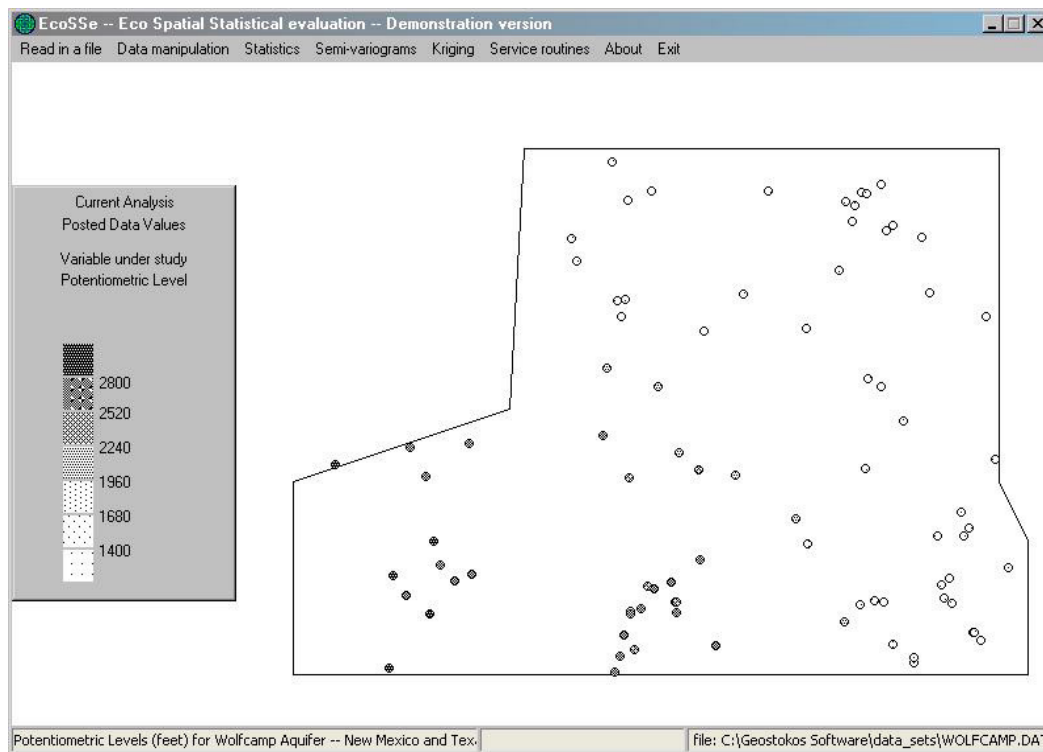 EcoSSe -- Eco Spatial Statistical evaluation -- Demonstration version
Read in a file Data manipulation Statistics Semi-variograms Kriging Service routines About Exit
Current Analysis
Posted Data Values
Variable under study
Potentiometric Level
2800
2520
2240
1960
1680
1400
Potentiometric Levels (feet) for Wolfcamp Aquifer -- New Mexico and Tex
file: C:\Geostokos Software\data_sets\WOLFCAMP.DAT